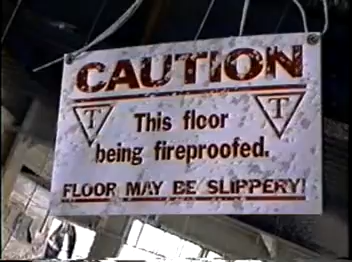 CAUTION
T T
This floor
being fireproofed.
FLOOR MAY BE SLIPPERY!